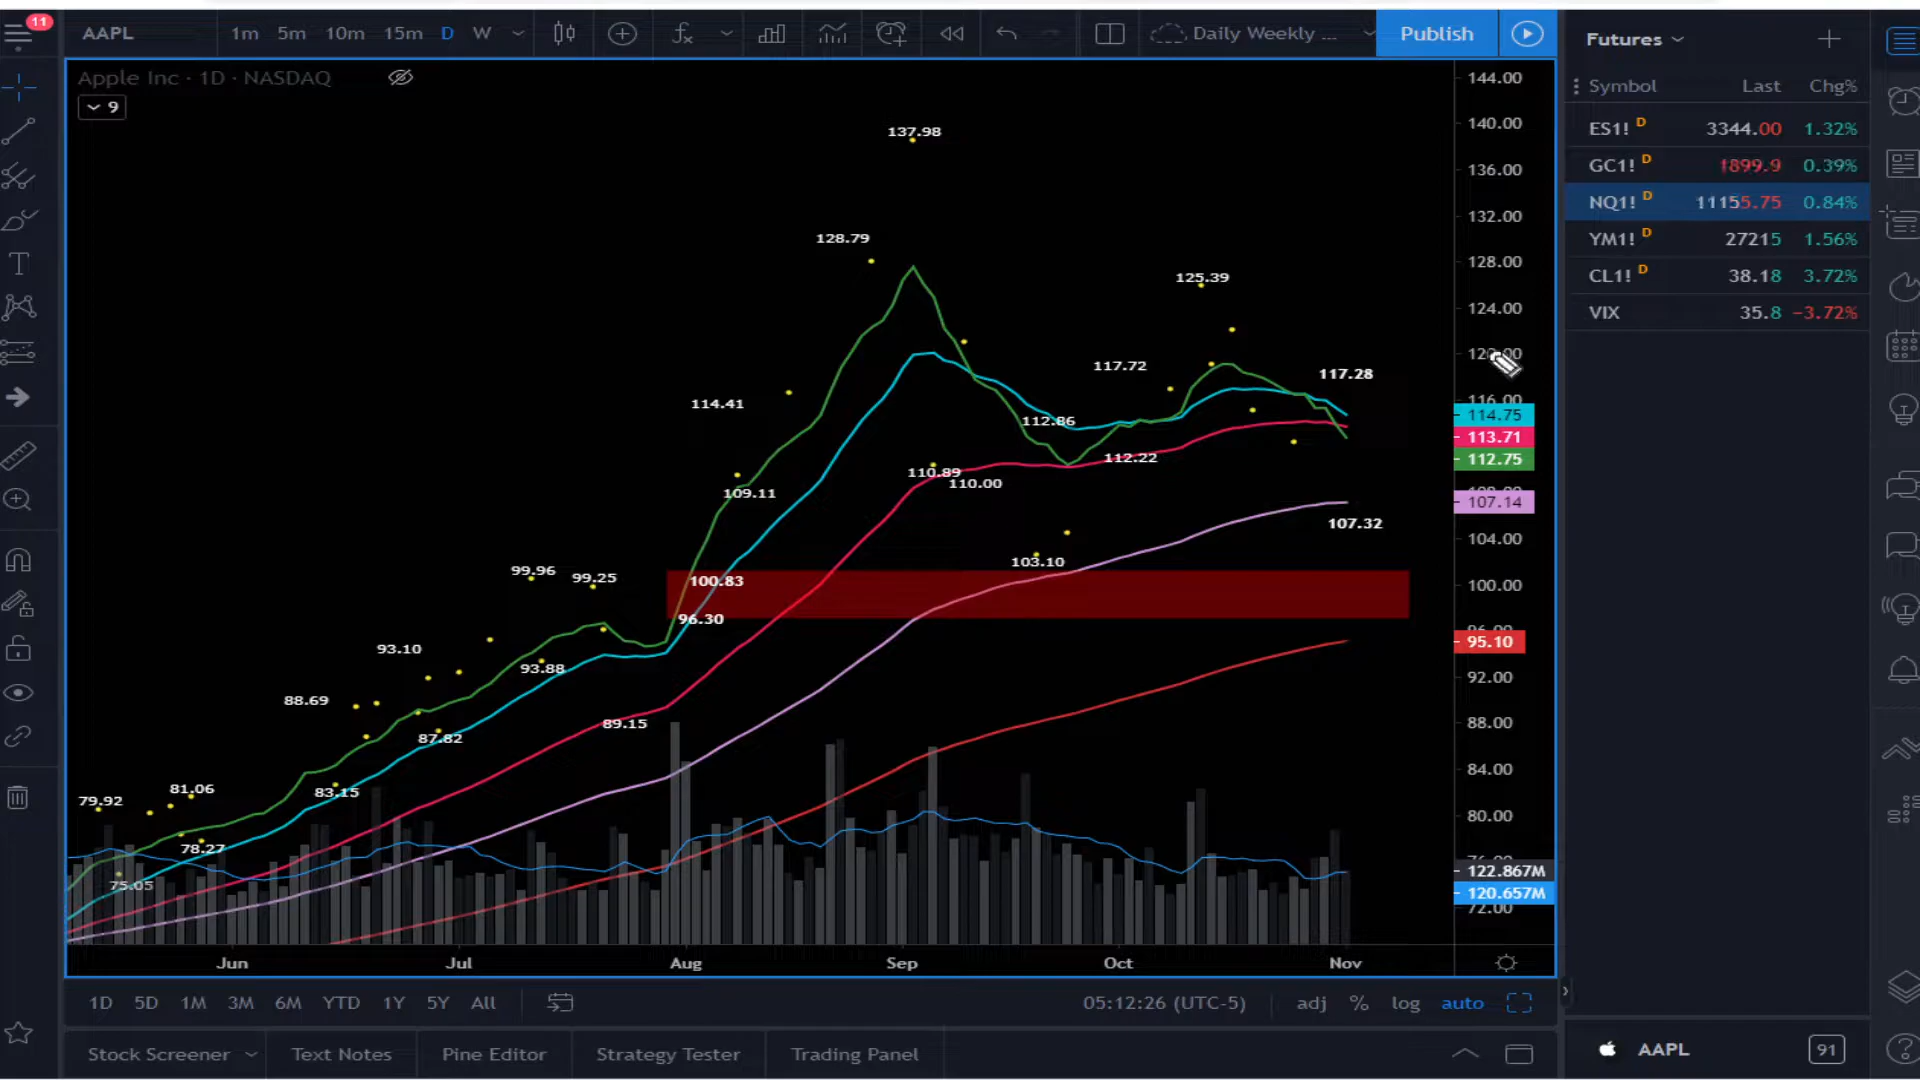 11
AAPL
1m 5m 10m 15m D W
Daily Weekly ...
Publish
Futures
Apple Inc · 1D · NASDAQ
9
Symbol Last Chg%
ES1! D 3344.00 1.32%
GC1! D 1899.9 0.39%
NQ1! D 11155.75 0.84%
YM1! D 27215 1.56%
CL1! D 38.18 3.72%
VIX 35.8 −3.72%
144.00
140.00
136.00
132.00
128.00
124.00
116.00
114.75
113.71
112.75
107.14
104.00
100.00
96.00
95.10
92.00
88.00
84.00
80.00
122.867M
120.657M
72.00
137.98
128.79
125.39
117.72
117.28
114.41
112.86
112.22
110.89
110.00
109.11
107.32
103.10
99.96
99.25
100.83
96.30
93.10
93.88
88.69
89.15
87.82
81.06
83.15
79.92
78.27
75.05
Jun Jul Aug Sep Oct Nov
1D 5D 1M 3M 6M YTD 1Y 5Y All
05:12:26 (UTC-5) adj % log auto
Stock Screener Text Notes Pine Editor Strategy Tester Trading Panel
AAPL 91